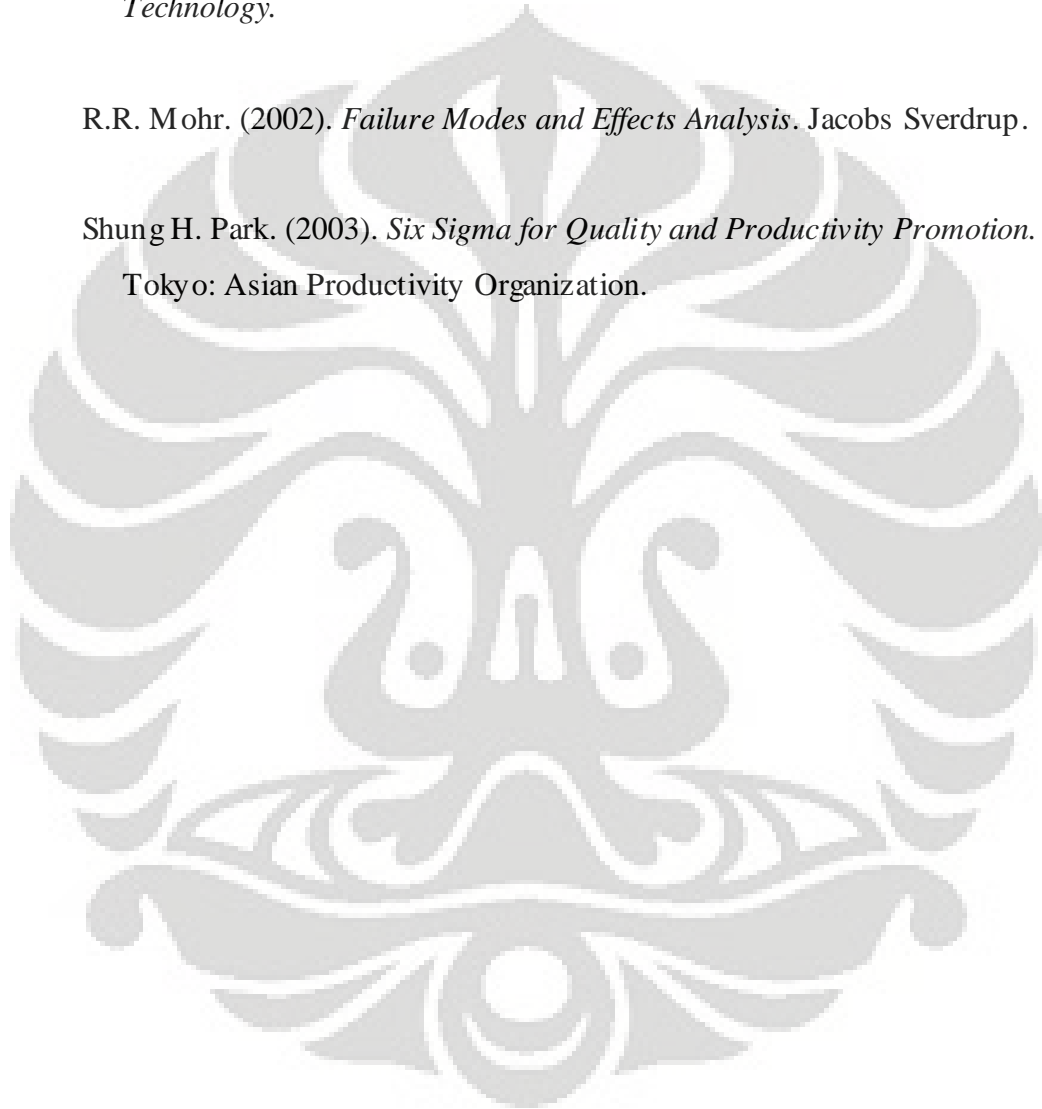 Technology.
R.R. Mohr. (2002). Failure Modes and Effects Analysis. Jacobs Sverdrup.
Shung H. Park. (2003). Six Sigma for Quality and Productivity Promotion.
Tokyo: Asian Productivity Organization.